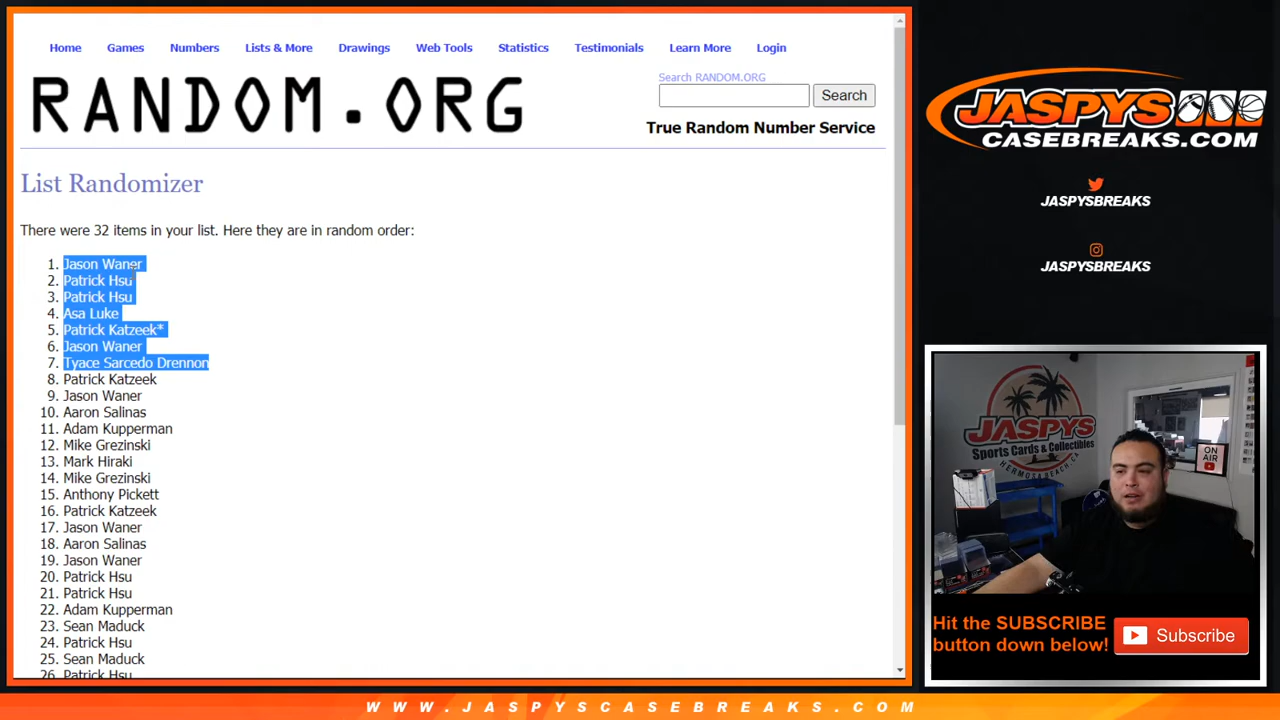 Home Games Numbers Lists & More Drawings Web Tools Statistics Testimonials Learn More Login
RANDOM.ORG
Search RANDOM.ORG
Search
True Random Number Service
List Randomizer
There were 32 items in your list. Here they are in random order:
1. Jason Waner
2. Patrick Hsu
3. Patrick Hsu
4. Asa Luke
5. Patrick Katzeek*
6. Jason Waner
7. Tyace Sarcedo Drennon
8. Patrick Katzeek
9. Jason Waner
10. Aaron Salinas
11. Adam Kupperman
12. Mike Grezinski
13. Mark Hiraki
14. Mike Grezinski
15. Anthony Pickett
16. Patrick Katzeek
17. Jason Waner
18. Aaron Salinas
19. Jason Waner
20. Patrick Hsu
21. Patrick Hsu
22. Adam Kupperman
23. Sean Maduck
24. Patrick Hsu
25. Sean Maduck
26. Patrick Hsu
JASPYS
CASEBREAKS.COM
JASPYSBREAKS
JASPYSBREAKS
JASPYS
Sports Cards & Collectibles
HERMOSA BEACH, CA
ON AIR
Hit the SUBSCRIBE
button down below!
Subscribe
WWW.JASPYSCASEBREAKS.COM